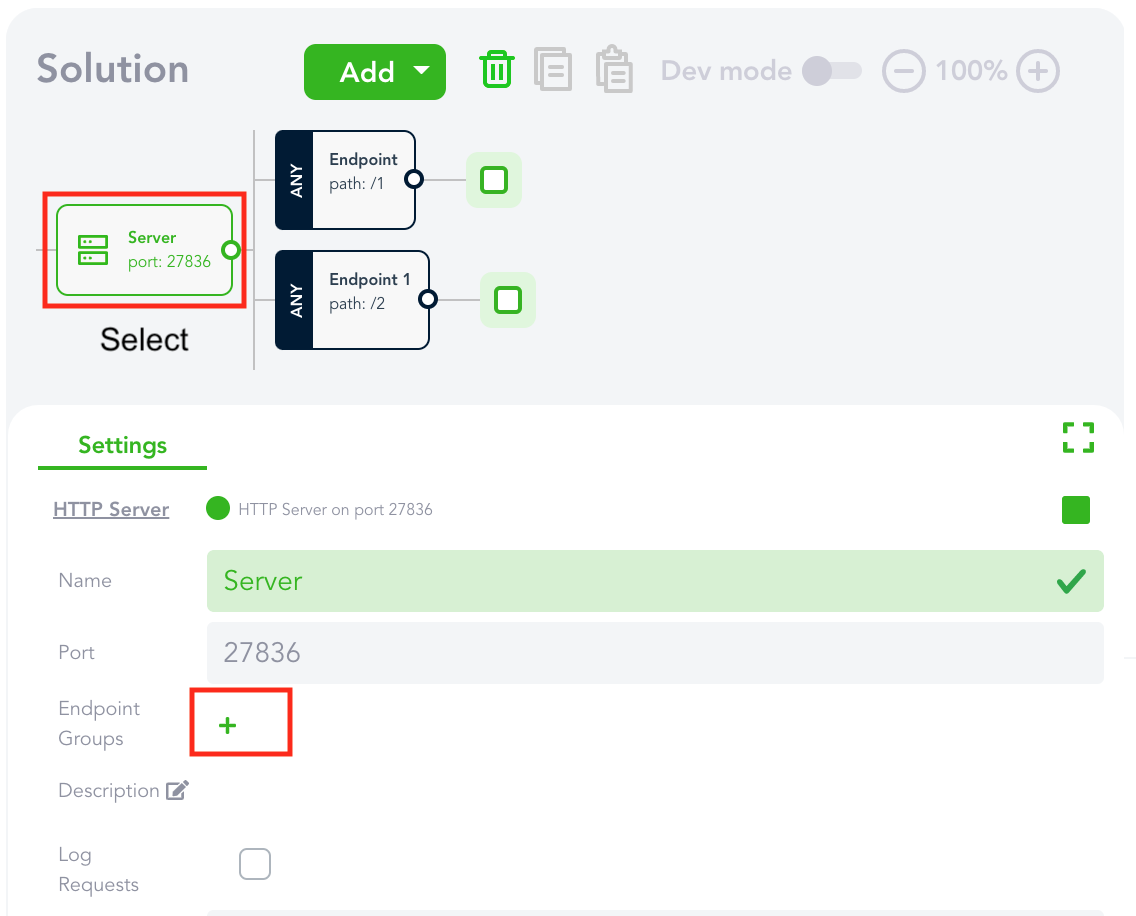 Solution
Add
Dev mode
100%
ANY
Endpoint
path: /1
Server
port: 27836
ANY
Endpoint 1
path: /2
Select
Settings
HTTP Server
HTTP Server on port 27836
Name
Server
Port
27836
Endpoint
Groups
Description
Log
Requests